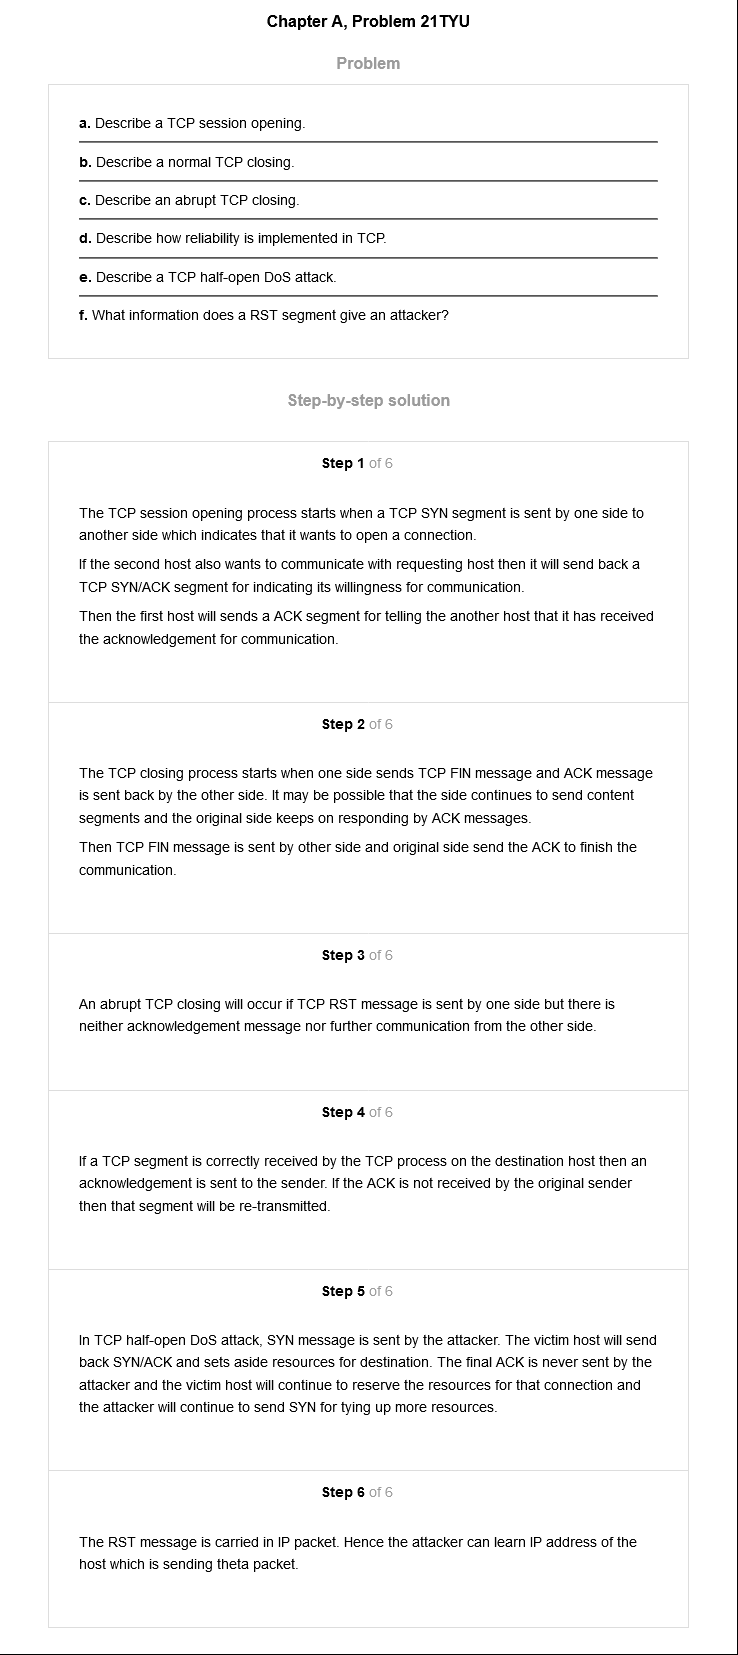 Chapter A, Problem 21TYU
Problem
a. Describe a TCP session opening.
b. Describe a normal TCP closing.
c. Describe an abrupt TCP closing.
d. Describe how reliability is implemented in TCP.
e. Describe a TCP half-open DoS attack.
f. What information does a RST segment give an attacker?
Step-by-step solution
Step 1 of 6
The TCP session opening process starts when a TCP SYN segment is sent by one side to
another side which indicates that it wants to open a connection.
If the second host also wants to communicate with requesting host then it will send back a
TCP SYN/ACK segment for indicating its willingness for communication.
Then the first host will sends a ACK segment for telling the another host that it has received
the acknowledgement for communication.
Step 2 of 6
The TCP closing process starts when one side sends TCP FIN message and ACK message
is sent back by the other side. It may be possible that the side continues to send content
segments and the original side keeps on responding by ACK messages.
Then TCP FIN message is sent by other side and original side send the ACK to finish the
communication.
Step 3 of 6
An abrupt TCP closing will occur if TCP RST message is sent by one side but there is
neither acknowledgement message nor further communication from the other side.
Step 4 of 6
If a TCP segment is correctly received by the TCP process on the destination host then an
acknowledgement is sent to the sender. If the ACK is not received by the original sender
then that segment will be re-transmitted.
Step 5 of 6
In TCP half-open DoS attack, SYN message is sent by the attacker. The victim host will send
back SYN/ACK and sets aside resources for destination. The final ACK is never sent by the
attacker and the victim host will continue to reserve the resources for that connection and
the attacker will continue to send SYN for tying up more resources.
Step 6 of 6
The RST message is carried in IP packet. Hence the attacker can learn IP address of the
host which is sending theta packet.